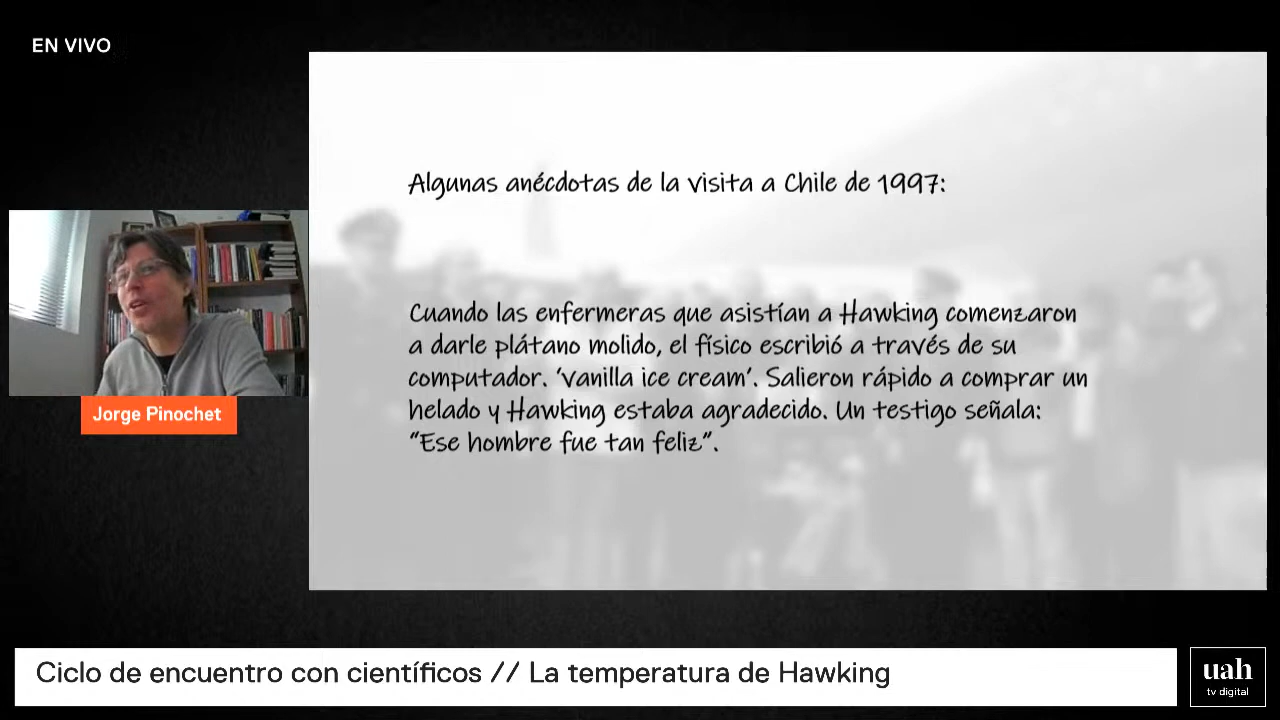 EN VIVO
Algunas anécdotas de la visita a Chile de 1997:
Cuando las enfermeras que asistían a Hawking comenzaron
a darle plátano molido, el físico escribió a través de su
computador. ‘Vanilla ice cream’. Salieron rápido a comprar un
helado y Hawking estaba agradecido. Un testigo señala:
“Ese hombre fue tan feliz”.
Jorge Pinochet
Ciclo de encuentro con científicos // La temperatura de Hawking
uah
tv digital